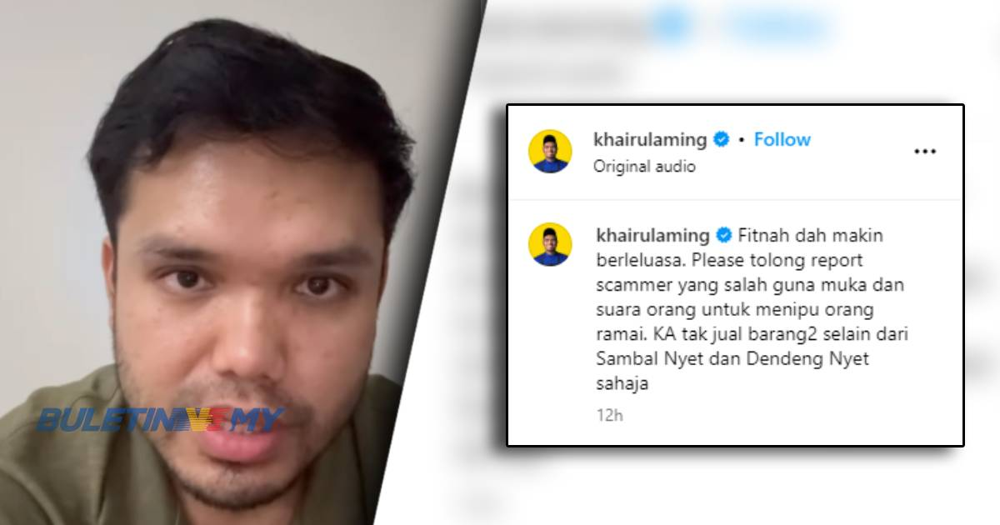 BULETIN TV3 MY
khairulaming • Follow
Original audio
khairulaming Fitnah dah makin
berleluasa. Please tolong report
scammer yang salah guna muka dan
suara orang untuk menipu orang
ramai. KA tak jual barang2 selain dari
Sambal Nyet dan Dendeng Nyet
sahaja
12h